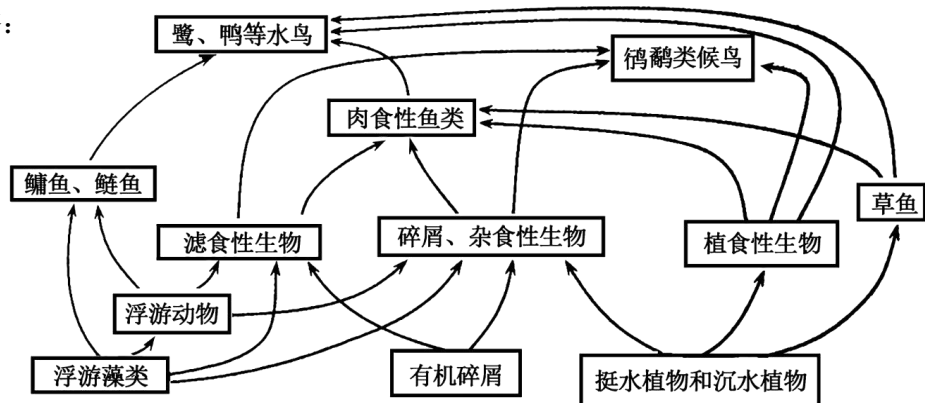 :
鹭、鸭等水鸟
鸻鹬类候鸟
肉食性鱼类
鳙鱼、鲢鱼
草鱼
滤食性生物
碎屑、杂食性生物
植食性生物
浮游动物
浮游藻类
有机碎屑
挺水植物和沉水植物